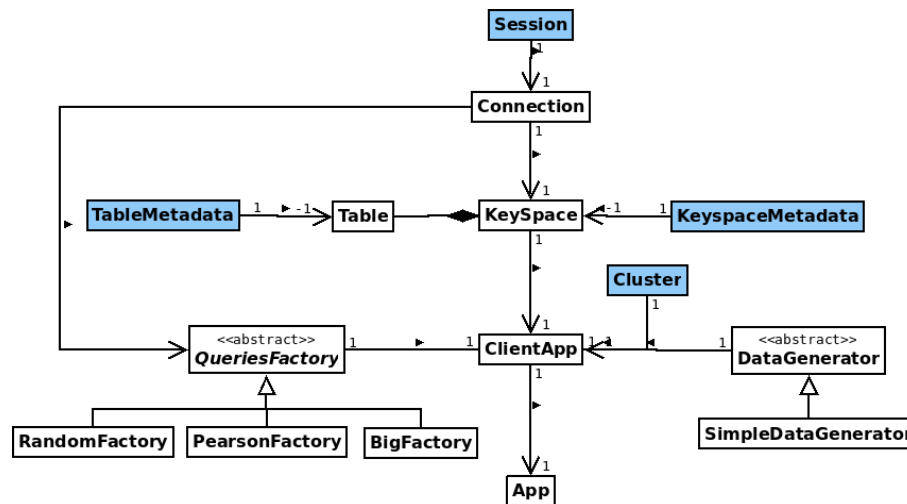 Session
1
1
Connection
1
1
TableMetadata
1
-1
Table
KeySpace
-1
1
KeyspaceMetadata
1
Cluster
1
1
<<abstract>>
QueriesFactory
1
1
ClientApp
1
<<abstract>>
DataGenerator
1
RandomFactory
PearsonFactory
BigFactory
SimpleDataGenerator
1
App